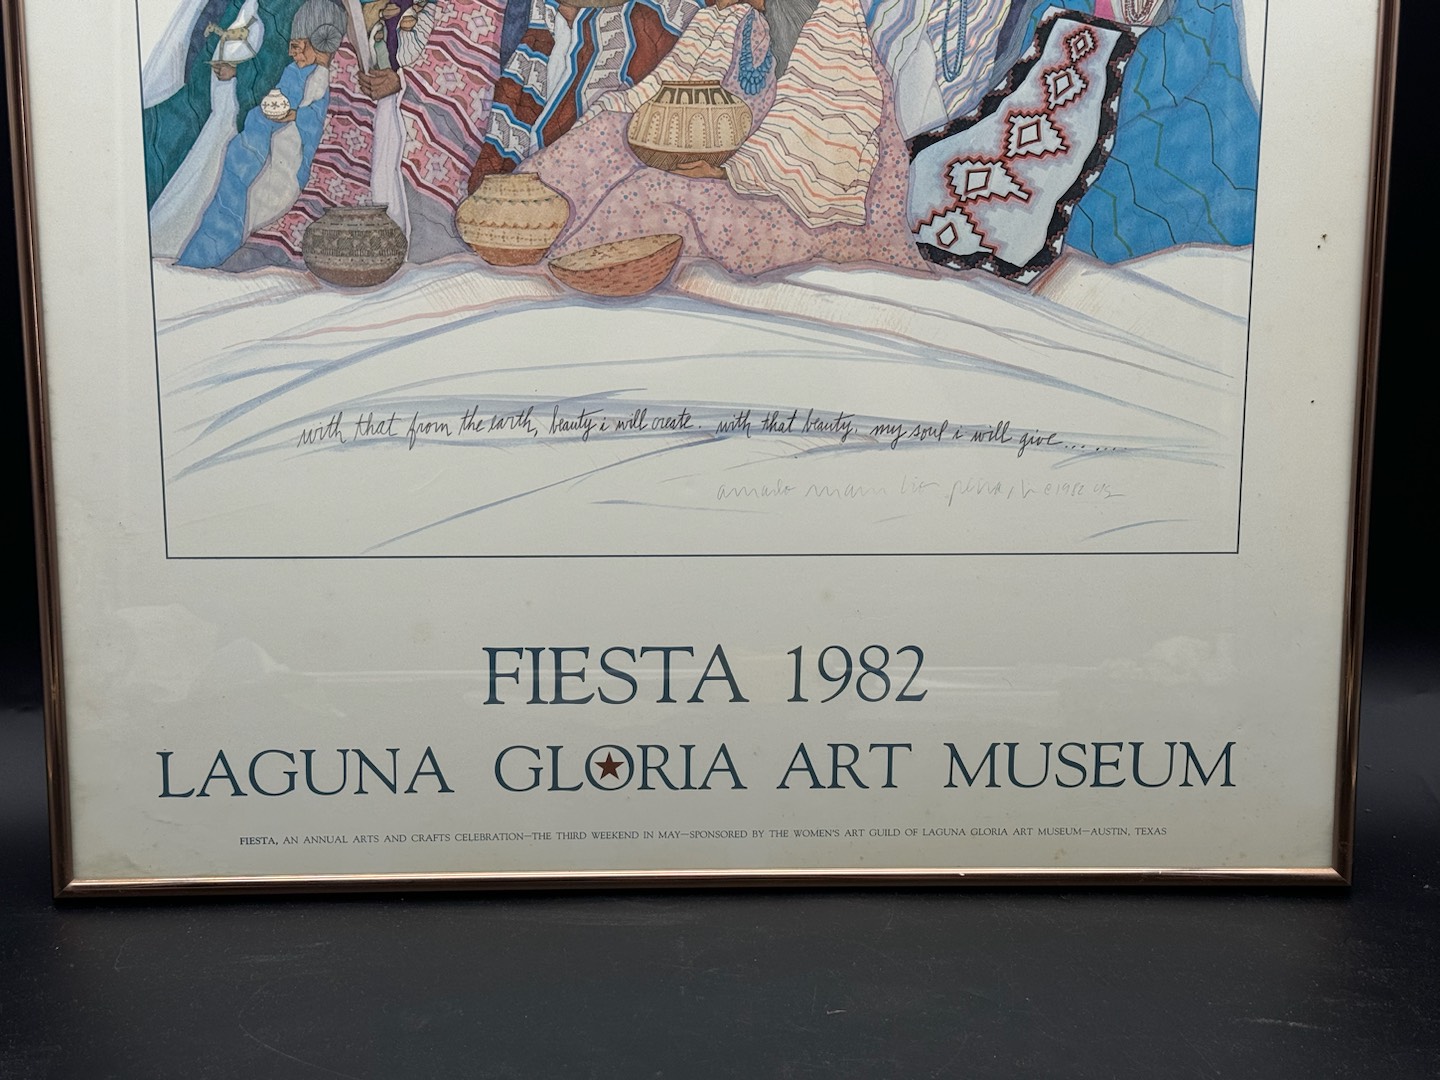 with that from the earth, beauty i will create. with that beauty, my soul i will give.......
amado © 1982
FIESTA 1982
LAGUNA GLORIA ART MUSEUM
FIESTA, AN ANNUAL ARTS AND CRAFTS CELEBRATION—THE THIRD WEEKEND IN MAY—SPONSORED BY THE WOMEN'S ART GUILD OF LAGUNA GLORIA ART MUSEUM—AUSTIN, TEXAS